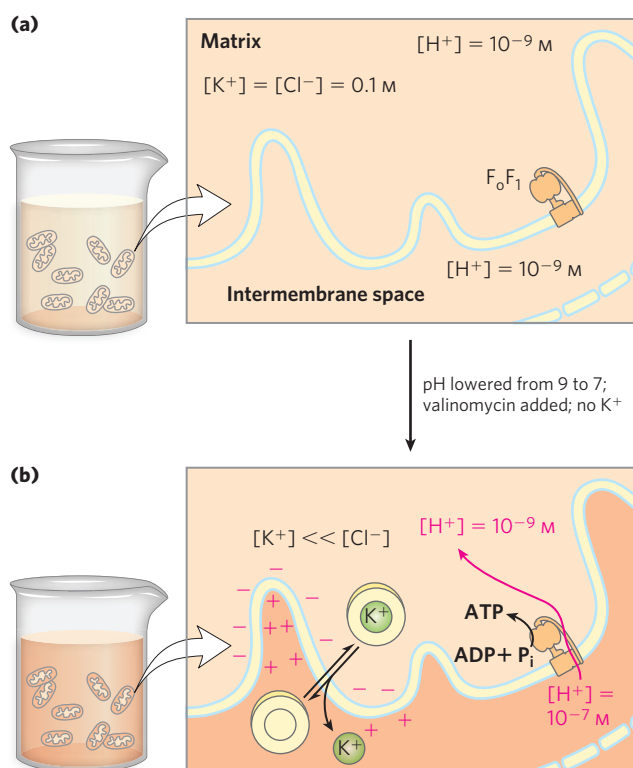 (a)
Matrix
[H⁺] = 10⁻⁹ M
[K⁺] = [Cl⁻] = 0.1 M
FₒF₁
[H⁺] = 10⁻⁹ M
Intermembrane space
pH lowered from 9 to 7;
valinomycin added; no K⁺
(b)
[K⁺] << [Cl⁻]
[H⁺] = 10⁻⁹ M
K⁺
ATP
ADP + Pᵢ
[H⁺] =
10⁻⁷ M
K⁺